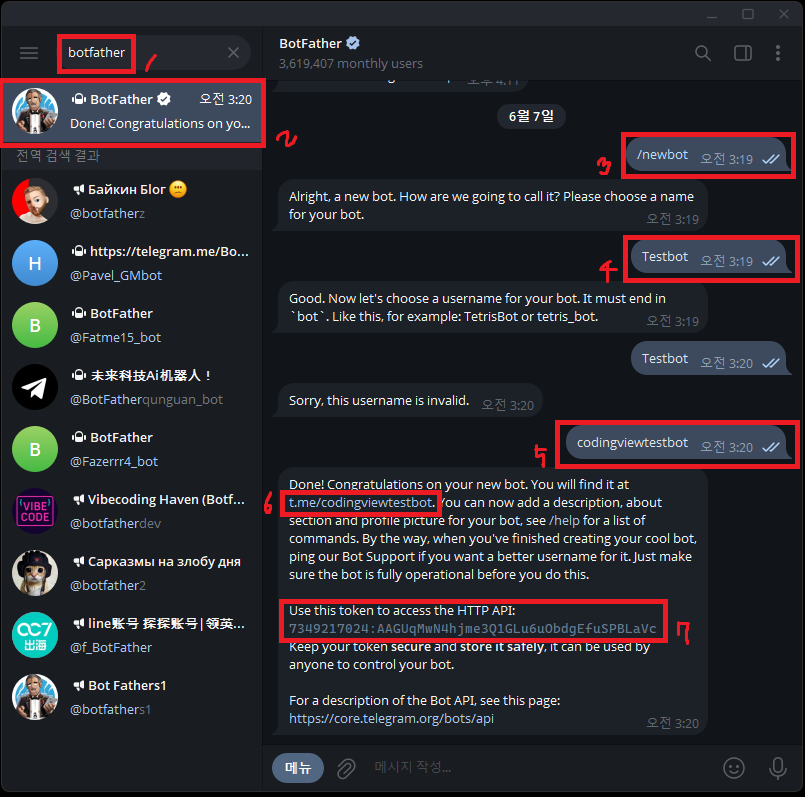 botfather
1
BotFather 오전 3:20
Done! Congratulations on yo...
2
전역 검색 결과
Байкин Блог
@botfatherz
H
https://telegram.me/Bo...
@Pavel_GMbot
B
BotFather
@Fatme15_bot
未来科技Ai机器人！
@BotFatherqunguan_bot
B
BotFather
@Fazerrr4_bot
VIBE
CODE
Vibecoding Haven (Botf...
@botfatherdev
Сарказмы на злобу дня
@botfather2
OC7
出海
line账号 探探账号|领英...
@f_BotFather
Bot Fathers1
@botfathers1
BotFather
3,619,407 monthly users
6월 7일
3
/newbot 오전 3:19
Alright, a new bot. How are we going to call it? Please choose a name
for your bot.
오전 3:19
4
Testbot 오전 3:19
Good. Now let's choose a username for your bot. It must end in
`bot`. Like this, for example: TetrisBot or tetris_bot.
오전 3:19
Testbot 오전 3:20
Sorry, this username is invalid. 오전 3:20
5
codingviewtestbot 오전 3:20
Done! Congratulations on your new bot. You will find it at
6
t.me/codingviewtestbot. You can now add a description, about
section and profile picture for your bot, see /help for a list of
commands. By the way, when you've finished creating your cool bot,
ping our Bot Support if you want a better username for it. Just make
sure the bot is fully operational before you do this.
Use this token to access the HTTP API:
7349217024:AAGUqMwN4hjme3Q1GLu6uObdgEfuSPBLaVc
7
Keep your token secure and store it safely, it can be used by
anyone to control your bot.
For a description of the Bot API, see this page:
https://core.telegram.org/bots/api
오전 3:20
메뉴
메시지 작성...